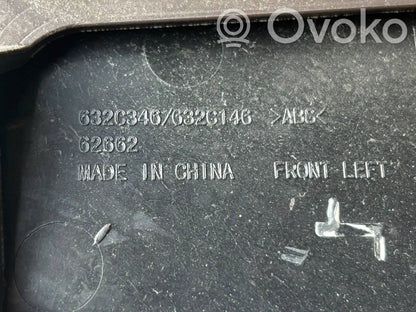 Ovoko
632C346/632C146 >ABS<
62662
MADE IN CHINA FRONT LEFT